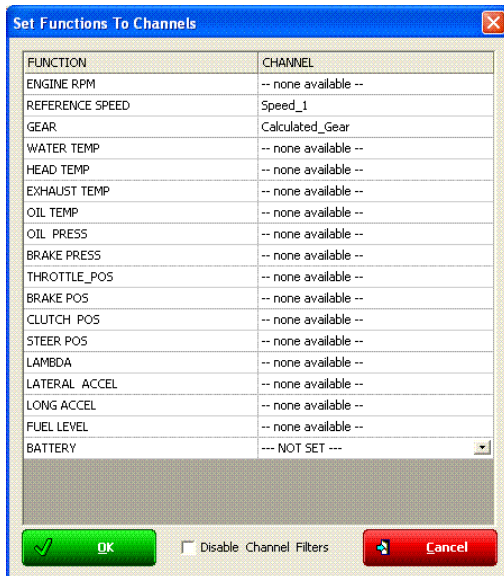 Set Functions To Channels
FUNCTION CHANNEL
ENGINE RPM -- none available --
REFERENCE SPEED Speed_1
GEAR Calculated_Gear
WATER TEMP -- none available --
HEAD TEMP -- none available --
EXHAUST TEMP -- none available --
OIL TEMP -- none available --
OIL PRESS -- none available --
BRAKE PRESS -- none available --
THROTTLE_POS -- none available --
BRAKE POS -- none available --
CLUTCH POS -- none available --
STEER POS -- none available --
LAMBDA -- none available --
LATERAL ACCEL -- none available --
LONG ACCEL -- none available --
FUEL LEVEL -- none available --
BATTERY --- NOT SET ---
OK Disable Channel Filters Cancel